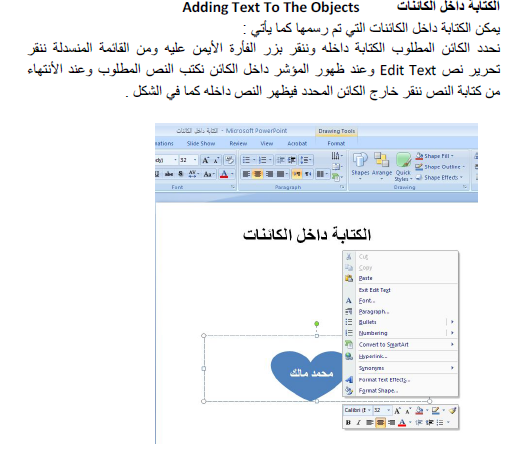 الكتابة داخل الكائنات Adding Text To The Objects
يمكن الكتابة داخل الكائنات التي تم رسمها كما يأتي :
نحدد الكائن المطلوب الكتابة داخله وننقر بزر الفأرة الأيمن عليه ومن القائمة المنسدلة ننقر
تحرير نص Edit Text وعند ظهور المؤشر داخل الكائن نكتب النص المطلوب وعند الأنتهاء
من كتابة النص ننقر خارج الكائن المحدد فيظهر النص داخله كما في الشكل .
الكتابة داخل الكائنات - Microsoft PowerPoint
Drawing Tools
ations Slide Show Review View Acrobat Format
dy) 32
Shapes Arrange Quick Styles
Shape Fill
Shape Outline
Shape Effects
Font Paragraph Drawing
الكتابة داخل الكائنات
Cut
Copy
Paste
Exit Edit Text
Font...
Paragraph...
Bullets
Numbering
Convert to SmartArt
Hyperlink...
Synonyms
Format Text Effects...
Format Shape...
محمد مالك
Calibri (E 32
B I